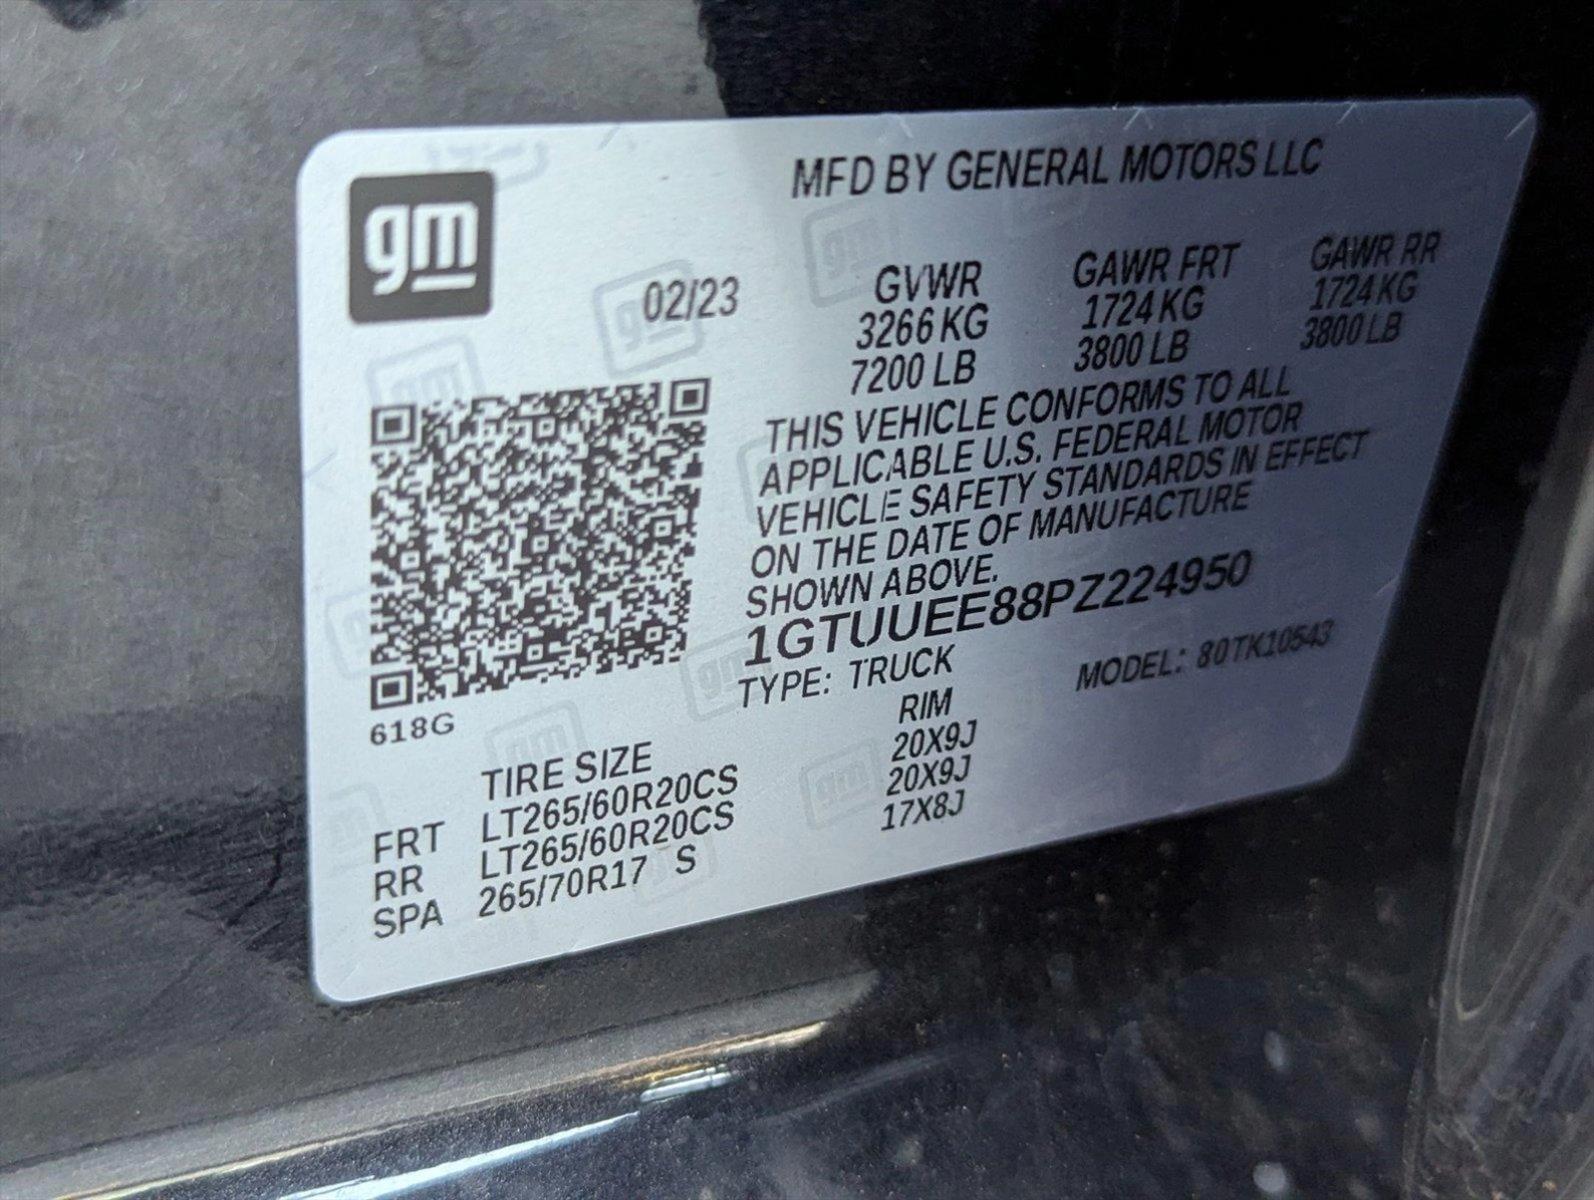 gm
MFD BY GENERAL MOTORS LLC
02/23
GVWR GAWR FRT GAWR RR
3266 KG 1724 KG 1724 KG
7200 LB 3800 LB 3800 LB
THIS VEHICLE CONFORMS TO ALL
APPLICABLE U.S. FEDERAL MOTOR
VEHICLE SAFETY STANDARDS IN EFFECT
ON THE DATE OF MANUFACTURE
SHOWN ABOVE.
1GTUUEE88PZ224950
TYPE: TRUCK MODEL: 80TK10543
618G
TIRE SIZE RIM
FRT LT265/60R20CS 20X9J
RR LT265/60R20CS 20X9J
SPA 265/70R17 S 17X8J